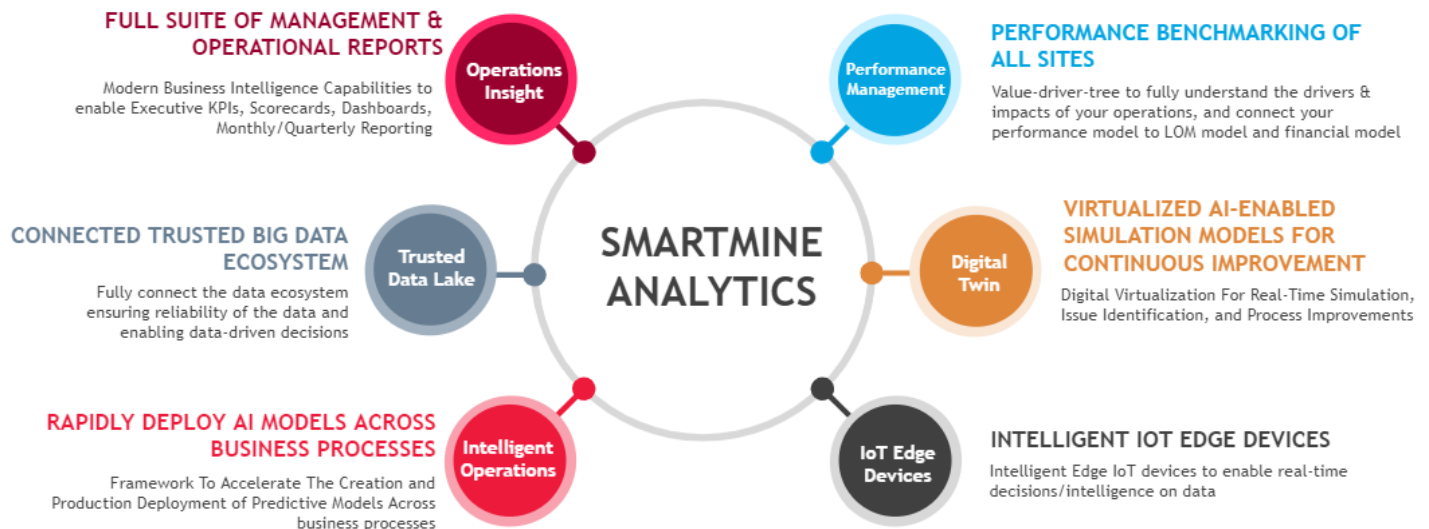 FULL SUITE OF MANAGEMENT &
OPERATIONAL REPORTS
Modern Business Intelligence Capabilities to
enable Executive KPIs, Scorecards, Dashboards,
Monthly/Quarterly Reporting
Operations
Insight
Performance
Management
PERFORMANCE BENCHMARKING OF
ALL SITES
Value-driver-tree to fully understand the drivers &
impacts of your operations, and connect your
performance model to LOM model and financial model
CONNECTED TRUSTED BIG DATA
ECOSYSTEM
Fully connect the data ecosystem
ensuring reliability of the data and
enabling data-driven decisions
Trusted
Data Lake
SMARTMINE
ANALYTICS
Digital
Twin
VIRTUALIZED AI-ENABLED
SIMULATION MODELS FOR
CONTINUOUS IMPROVEMENT
Digital Virtualization For Real-Time Simulation,
Issue Identification, and Process Improvements
RAPIDLY DEPLOY AI MODELS ACROSS
BUSINESS PROCESSES
Framework To Accelerate The Creation and
Production Deployment of Predictive Models Across
business processes
Intelligent
Operations
IoT Edge
Devices
INTELLIGENT IOT EDGE DEVICES
Intelligent Edge IoT devices to enable real-time
decisions/intelligence on data